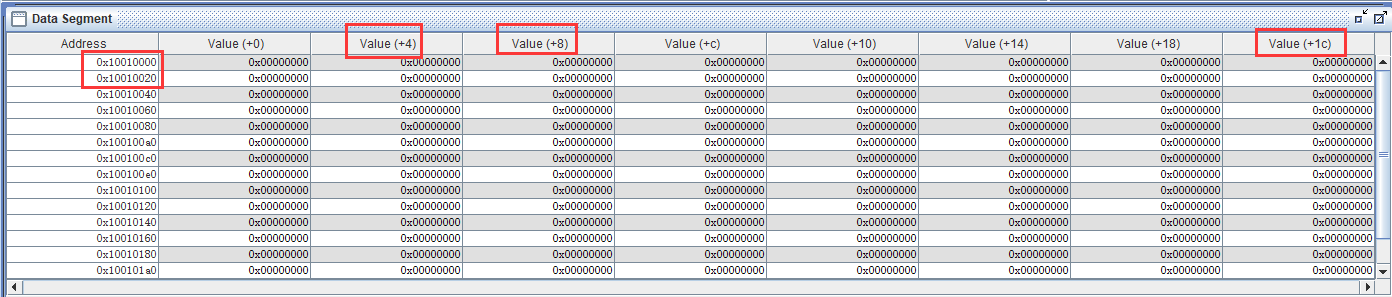 Data Segment
Address Value (+0) Value (+4) Value (+8) Value (+c) Value (+10) Value (+14) Value (+18) Value (+1c)
0x10010000 0x00000000 0x00000000 0x00000000 0x00000000 0x00000000 0x00000000 0x00000000 0x00000000
0x10010020 0x00000000 0x00000000 0x00000000 0x00000000 0x00000000 0x00000000 0x00000000 0x00000000
0x10010040 0x00000000 0x00000000 0x00000000 0x00000000 0x00000000 0x00000000 0x00000000 0x00000000
0x10010060 0x00000000 0x00000000 0x00000000 0x00000000 0x00000000 0x00000000 0x00000000 0x00000000
0x10010080 0x00000000 0x00000000 0x00000000 0x00000000 0x00000000 0x00000000 0x00000000 0x00000000
0x100100a0 0x00000000 0x00000000 0x00000000 0x00000000 0x00000000 0x00000000 0x00000000 0x00000000
0x100100c0 0x00000000 0x00000000 0x00000000 0x00000000 0x00000000 0x00000000 0x00000000 0x00000000
0x100100e0 0x00000000 0x00000000 0x00000000 0x00000000 0x00000000 0x00000000 0x00000000 0x00000000
0x10010100 0x00000000 0x00000000 0x00000000 0x00000000 0x00000000 0x00000000 0x00000000 0x00000000
0x10010120 0x00000000 0x00000000 0x00000000 0x00000000 0x00000000 0x00000000 0x00000000 0x00000000
0x10010140 0x00000000 0x00000000 0x00000000 0x00000000 0x00000000 0x00000000 0x00000000 0x00000000
0x10010160 0x00000000 0x00000000 0x00000000 0x00000000 0x00000000 0x00000000 0x00000000 0x00000000
0x10010180 0x00000000 0x00000000 0x00000000 0x00000000 0x00000000 0x00000000 0x00000000 0x00000000
0x100101a0 0x00000000 0x00000000 0x00000000 0x00000000 0x00000000 0x00000000 0x00000000 0x00000000